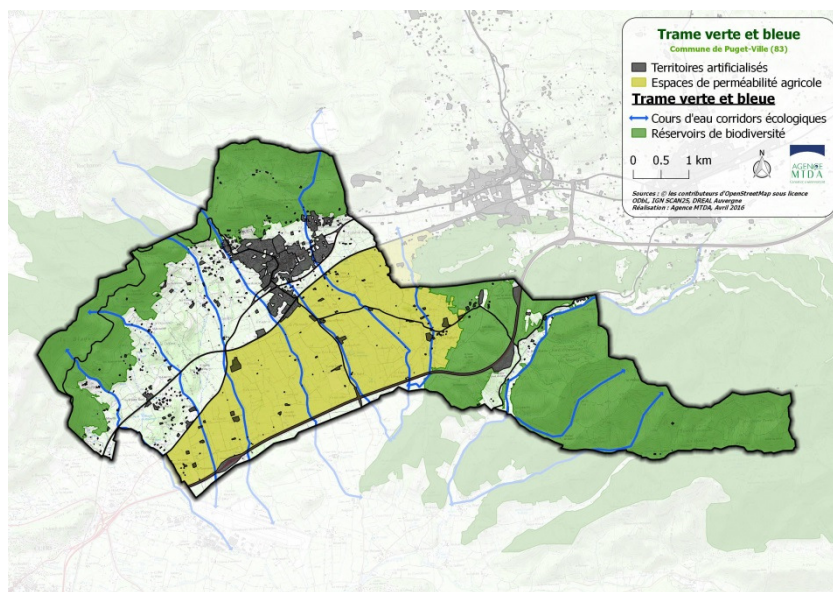 Trame verte et bleue
Commune de Puget-Ville (83)
Territoires artificialisés
Espaces de perméabilité agricole
Trame verte et bleue
Cours d'eau corridors écologiques
Réservoirs de biodiversité
0 0.5 1 km
N
AGENCE
MTDA
Sources : © les contributeurs d'OpenStreetMap sous licence
ODbL, IGN SCAN25, DREAL Auvergne
Réalisation : Agence MTDA, Avril 2016